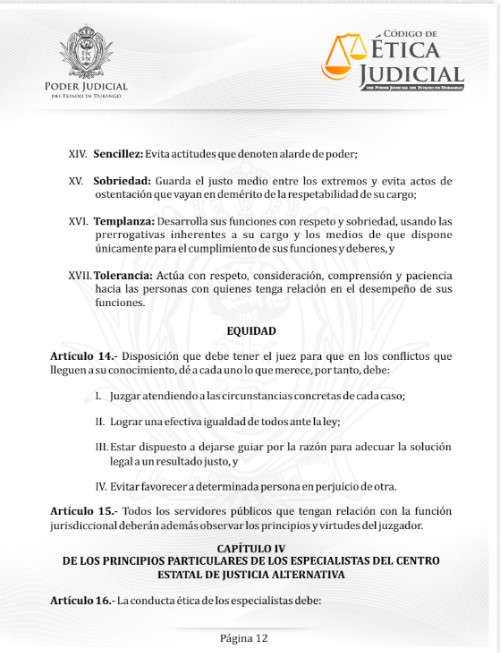 PODER JUDICIAL
DEL ESTADO DE DURANGO
CÓDIGO DE
ÉTICA
JUDICIAL
DEL PODER JUDICIAL DEL ESTADO DE DURANGO
XIV. Sencillez: Evita actitudes que denoten alarde de poder;
XV. Sobriedad: Guarda el justo medio entre los extremos y evita actos de
ostentación que vayan en demérito de la respetabilidad de su cargo;
XVI. Templanza: Desarrolla sus funciones con respeto y sobriedad, usando las
prerrogativas inherentes a su cargo y los medios de que dispone
únicamente para el cumplimiento de sus funciones y deberes, y
XVII. Tolerancia: Actúa con respeto, consideración, comprensión y paciencia
hacia las personas con quienes tenga relación en el desempeño de sus
funciones.
EQUIDAD
Artículo 14.- Disposición que debe tener el juez para que en los conflictos que
lleguen a su conocimiento, dé a cada uno lo que merece, por tanto, debe:
I. Juzgar atendiendo a las circunstancias concretas de cada caso;
II. Lograr una efectiva igualdad de todos ante la ley;
III. Estar dispuesto a dejarse guiar por la razón para adecuar la solución
legal a un resultado justo, y
IV. Evitar favorecer a determinada persona en perjuicio de otra.
Artículo 15.- Todos los servidores públicos que tengan relación con la función
jurisdiccional deberán además observar los principios y virtudes del juzgador.
CAPÍTULO IV
DE LOS PRINCIPIOS PARTICULARES DE LOS ESPECIALISTAS DEL CENTRO
ESTATAL DE JUSTICIA ALTERNATIVA
Artículo 16.- La conducta ética de los especialistas debe:
Página 12